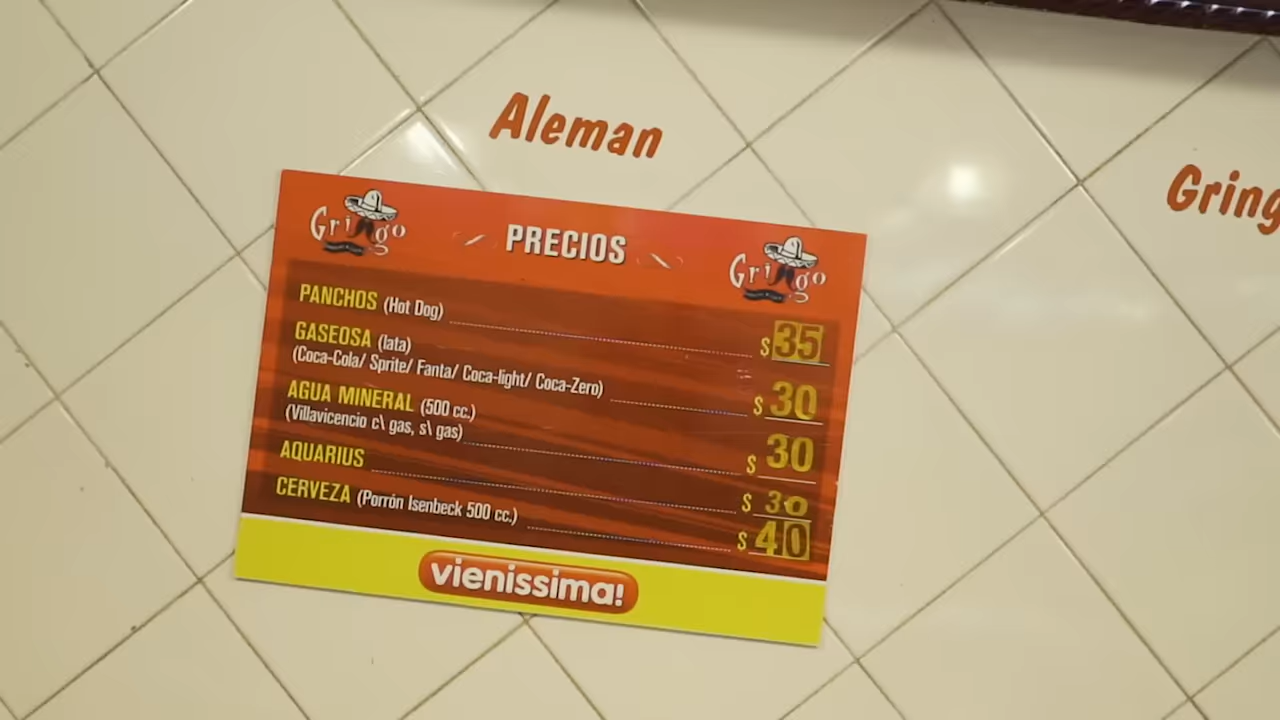 Aleman
Gring
Gringo PRECIOS Gringo
PANCHOS (Hot Dog) $35
GASEOSA (lata)
(Coca-Cola/ Sprite/ Fanta/ Coca-light/ Coca-Zero) $30
AGUA MINERAL (500 cc.)
(Villavicencio c\ gas, s\ gas) $30
AQUARIUS $30
CERVEZA (Porrón Isenbeck 500 cc.) $40
vienissima!